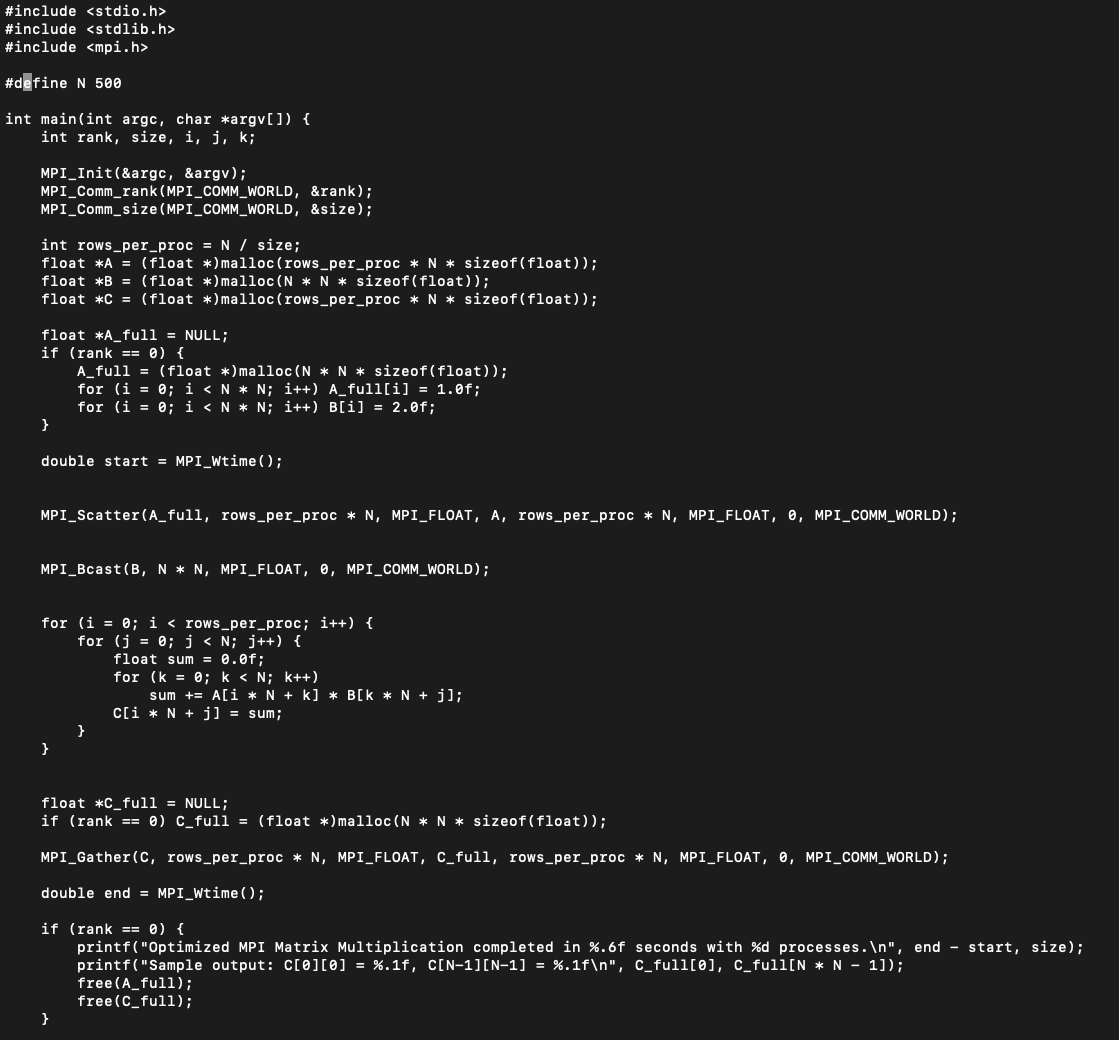 #include <stdio.h>
#include <stdlib.h>
#include <mpi.h>

#define N 500

int main(int argc, char *argv[]) {
    int rank, size, i, j, k;

    MPI_Init(&argc, &argv);
    MPI_Comm_rank(MPI_COMM_WORLD, &rank);
    MPI_Comm_size(MPI_COMM_WORLD, &size);

    int rows_per_proc = N / size;
    float *A = (float *)malloc(rows_per_proc * N * sizeof(float));
    float *B = (float *)malloc(N * N * sizeof(float));
    float *C = (float *)malloc(rows_per_proc * N * sizeof(float));

    float *A_full = NULL;
    if (rank == 0) {
        A_full = (float *)malloc(N * N * sizeof(float));
        for (i = 0; i < N * N; i++) A_full[i] = 1.0f;
        for (i = 0; i < N * N; i++) B[i] = 2.0f;
    }

    double start = MPI_Wtime();


    MPI_Scatter(A_full, rows_per_proc * N, MPI_FLOAT, A, rows_per_proc * N, MPI_FLOAT, 0, MPI_COMM_WORLD);


    MPI_Bcast(B, N * N, MPI_FLOAT, 0, MPI_COMM_WORLD);


    for (i = 0; i < rows_per_proc; i++) {
        for (j = 0; j < N; j++) {
            float sum = 0.0f;
            for (k = 0; k < N; k++)
                sum += A[i * N + k] * B[k * N + j];
            C[i * N + j] = sum;
        }
    }


    float *C_full = NULL;
    if (rank == 0) C_full = (float *)malloc(N * N * sizeof(float));

    MPI_Gather(C, rows_per_proc * N, MPI_FLOAT, C_full, rows_per_proc * N, MPI_FLOAT, 0, MPI_COMM_WORLD);

    double end = MPI_Wtime();

    if (rank == 0) {
        printf("Optimized MPI Matrix Multiplication completed in %.6f seconds with %d processes.\n", end - start, size);
        printf("Sample output: C[0][0] = %.1f, C[N-1][N-1] = %.1f\n", C_full[0], C_full[N * N - 1]);
        free(A_full);
        free(C_full);
    }